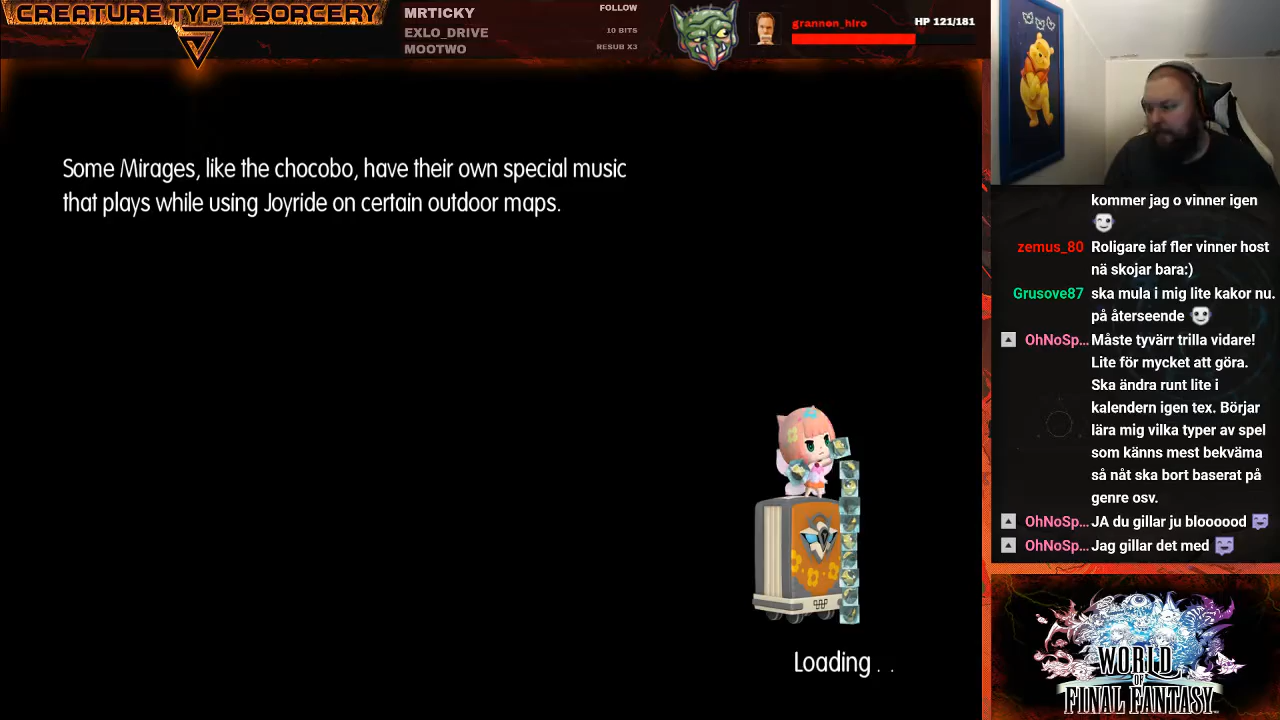 CREATURE TYPE: SORCERY
MRTICKY
FOLLOW
EXLO_DRIVE
10 BITS
MOOTWO
RESUB X3
grannen_hiro
HP 121/181
Some Mirages, like the chocobo, have their own special music
that plays while using Joyride on certain outdoor maps.
Loading . .
kommer jag o vinner igen
zemus_80 Roligare iaf fler vinner host
nä skojar bara:)
Grusove87 ska mula i mig lite kakor nu.
på återseende
OhNoSp... Måste tyvärr trilla vidare!
Lite för mycket att göra.
Ska ändra runt lite i
kalendern igen tex. Börjar
lära mig vilka typer av spel
som känns mest bekväma
så nåt ska bort baserat på
genre osv.
OhNoSp... JA du gillar ju bloooood
OhNoSp... Jag gillar det med
WORLD
OF
FINAL FANTASY